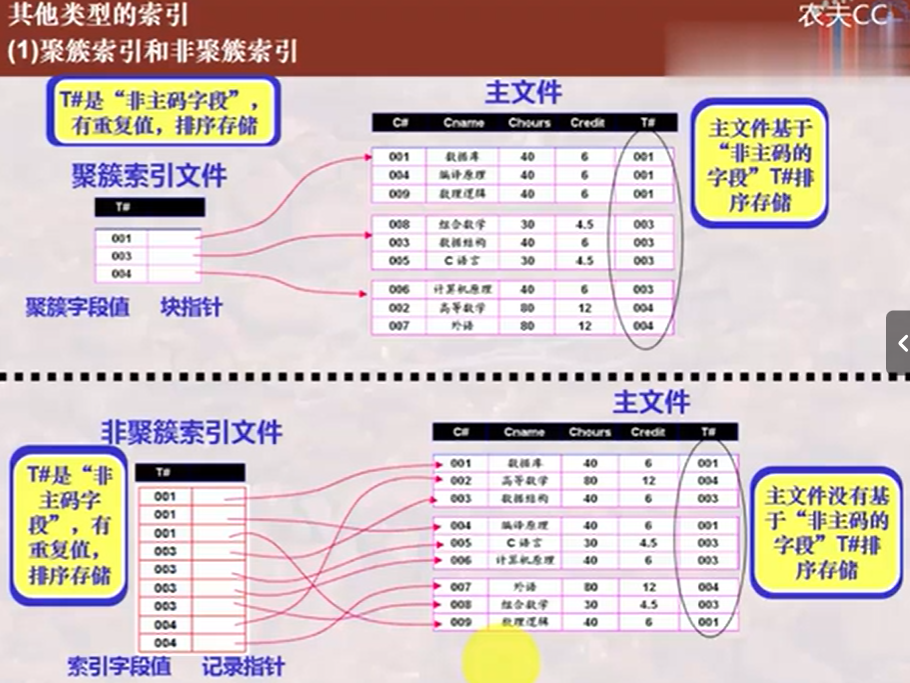 其他类型的索引
农夫CC
(1)聚簇索引和非聚簇索引
T#是“非主码字段”，
有重复值，排序存储
聚簇索引文件
T#
001
003
004
聚簇字段值 块指针
主文件
C# Cname Chours Credit T#
001 数据库 40 6 001
004 编译原理 40 6 001
009 数理逻辑 40 6 001
008 组合数学 30 4.5 003
003 数据结构 40 6 003
005 C语言 30 4.5 003
006 计算机原理 40 6 003
002 高等数学 80 12 004
007 外语 80 12 004
主文件基于
“非主码的
字段”T#排
序存储
非聚簇索引文件
T#是“非
主码字
段”，有
重复值，
排序存储
T#
001
001
001
003
003
003
003
004
004
索引字段值 记录指针
主文件
C# Cname Chours Credit T#
001 数据库 40 6 001
002 高等数学 80 12 004
003 数据结构 40 6 003
004 编译原理 40 6 001
005 C语言 30 4.5 003
006 计算机原理 40 6 003
007 外语 80 12 004
008 组合数学 30 4.5 003
009 数理逻辑 40 6 001
主文件没有基
于“非主码的
字段”T#排
序存储